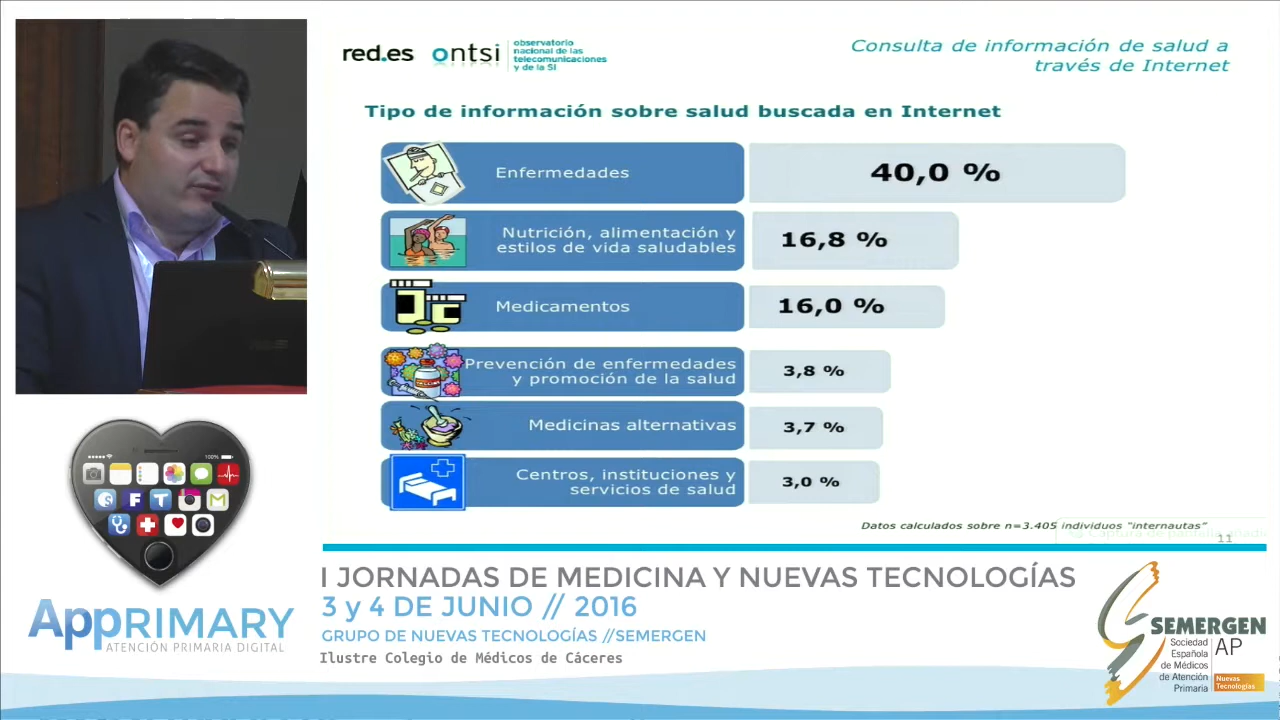 red.es
ontsi
observatorio
nacional de las
telecomunicaciones
y de la SI
Consulta de información de salud a
través de Internet
Tipo de información sobre salud buscada en Internet
Enfermedades
40,0 %
Nutrición, alimentación y
estilos de vida saludables
16,8 %
Medicamentos
16,0 %
Prevención de enfermedades
y promoción de la salud
3,8 %
Medicinas alternativas
3,7 %
Centros, instituciones y
servicios de salud
3,0 %
Datos calculados sobre n=3.405 individuos "internautas"
11
100%
F T M
AppRIMARY
ATENCIÓN PRIMARIA DIGITAL
I JORNADAS DE MEDICINA Y NUEVAS TECNOLOGÍAS
3 y 4 DE JUNIO // 2016
GRUPO DE NUEVAS TECNOLOGÍAS //SEMERGEN
Ilustre Colegio de Médicos de Cáceres
SEMERGEN
Sociedad
Española
de Médicos
de Atención
Primaria
AP
Nuevas
Tecnologías